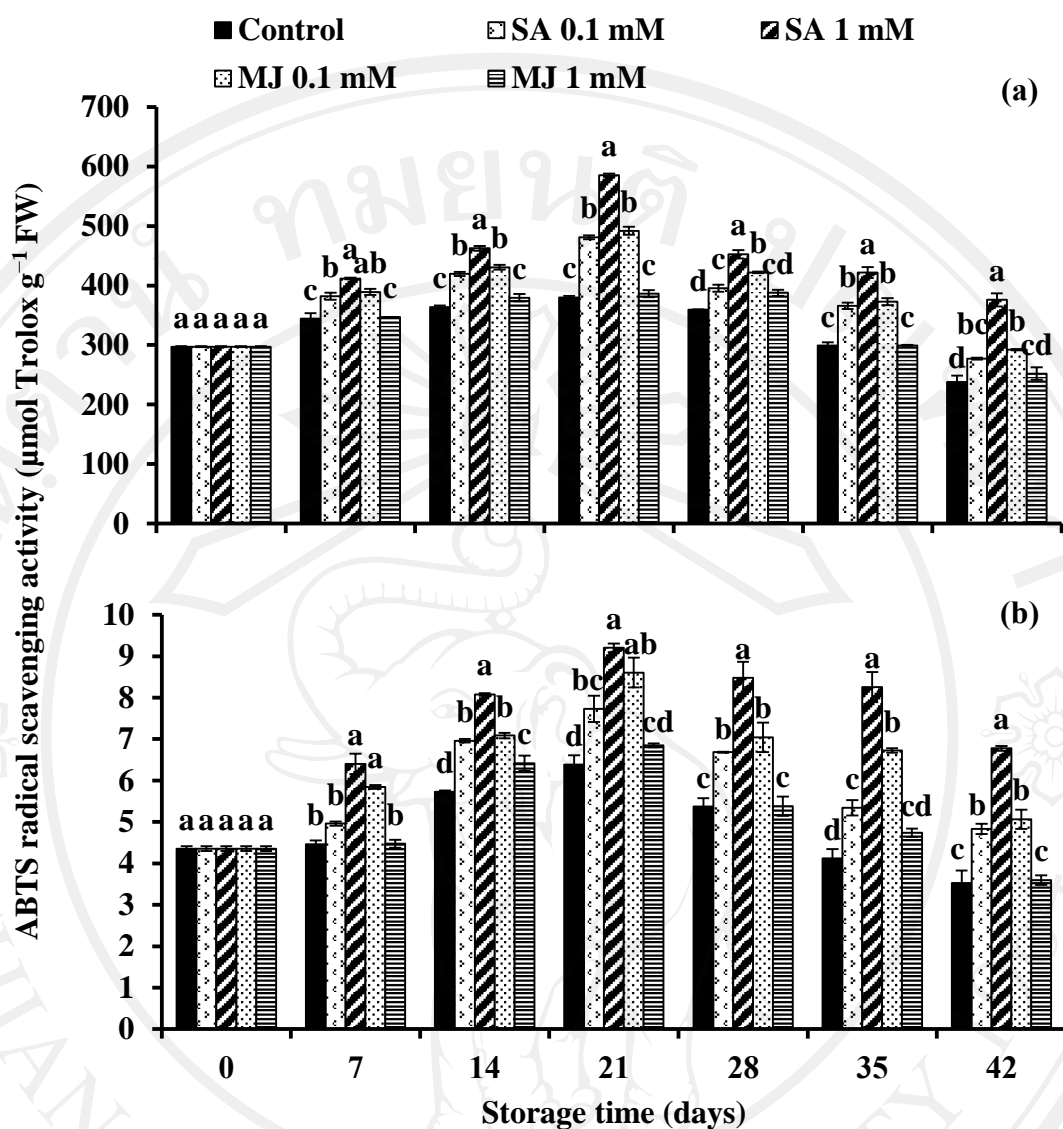 Control SA 0.1 mM SA 1 mM
MJ 0.1 mM MJ 1 mM
ABTS radical scavenging activity (µmol Trolox g⁻¹ FW)
(a)
700
600
500
400
300
200
100
0
a a a a a
c b a ab c
c b a b c
c b a b c
d c a b cd
c b a b c
d bc a b cd
(b)
10
9
8
7
6
5
4
3
2
1
0
a a a a a
b b a a b
d b a b c
d bc a ab cd
c b a b c
d c a b cd
c b a b c
0 7 14 21 28 35 42
Storage time (days)